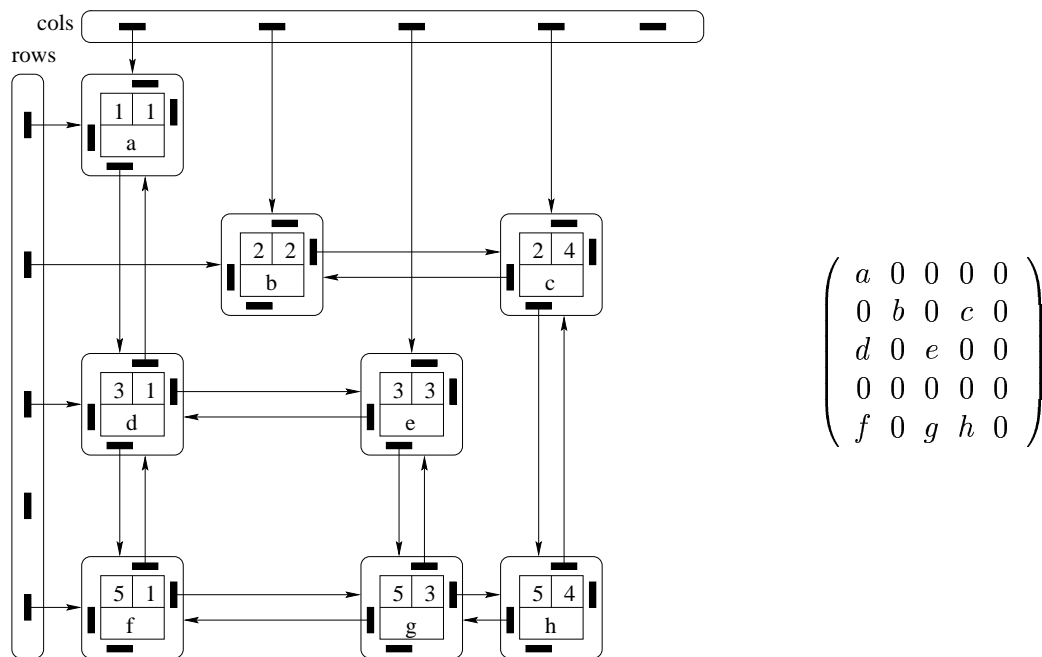 cols
rows
1 1
a
2 2
b
2 4
c
3 1
d
3 3
e
5 1
f
5 3
g
5 4
h
a 0 0 0 0
0 b 0 c 0
d 0 e 0 0
0 0 0 0 0
f 0 g h 0